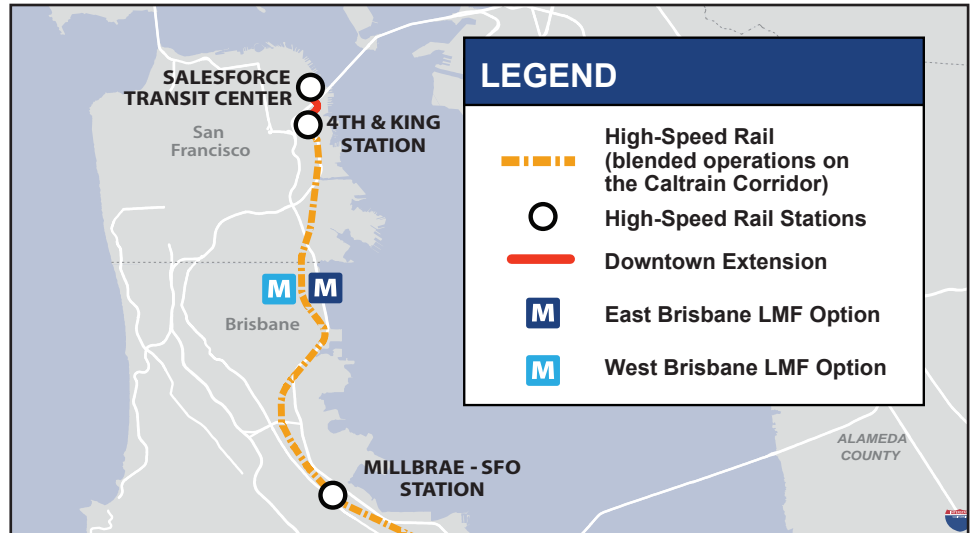 SALESFORCE
TRANSIT CENTER
4TH & KING
STATION
San
Francisco
M
M
Brisbane
MILLBRAE - SFO
STATION
LEGEND
High-Speed Rail
(blended operations on
the Caltrain Corridor)
High-Speed Rail Stations
Downtown Extension
M
East Brisbane LMF Option
M
West Brisbane LMF Option
ALAMEDA
COUNTY